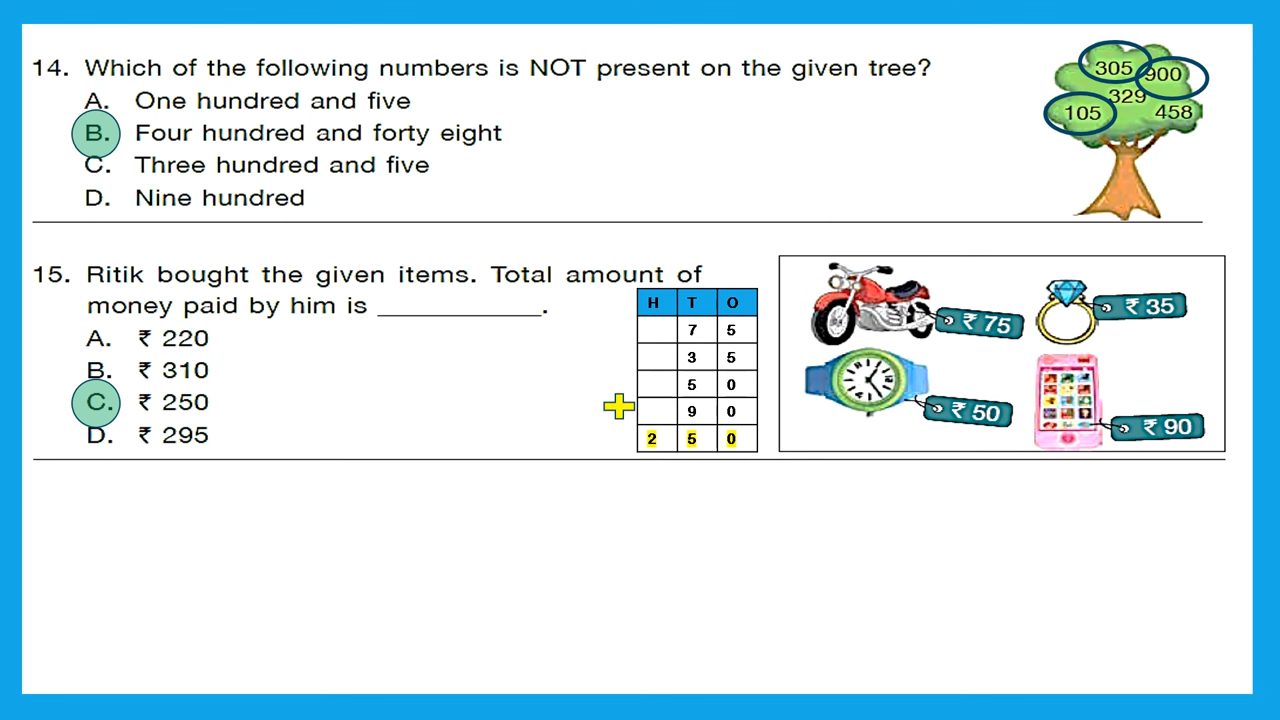 14. Which of the following numbers is NOT present on the given tree?
A. One hundred and five
B. Four hundred and forty eight
C. Three hundred and five
D. Nine hundred
305
900
329
105
458
15. Ritik bought the given items. Total amount of
money paid by him is ____________.
A. ₹ 220
B. ₹ 310
C. ₹ 250
D. ₹ 295
H T O
7 5
3 5
5 0
+ 9 0
2 5 0
₹ 75
₹ 35
₹ 50
₹ 90